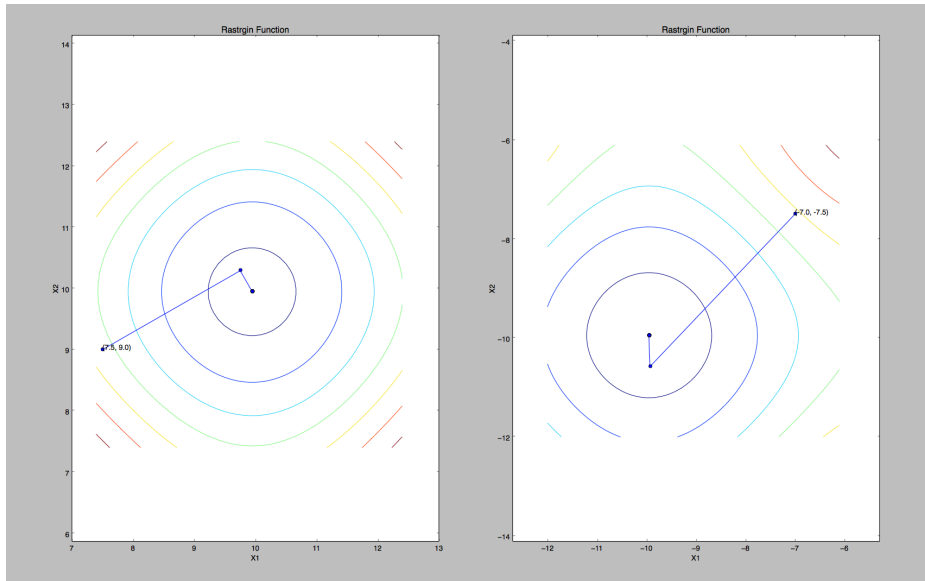 Rastrgin Function
14
13
12
11
10
9
8
7
6
X2
(7.5, 9.0)
7 8 9 10 11 12 13
X1
Rastrgin Function
−4
−6
−8
−10
−12
−14
X2
(-7.0, -7.5)
−12 −11 −10 −9 −8 −7 −6
X1